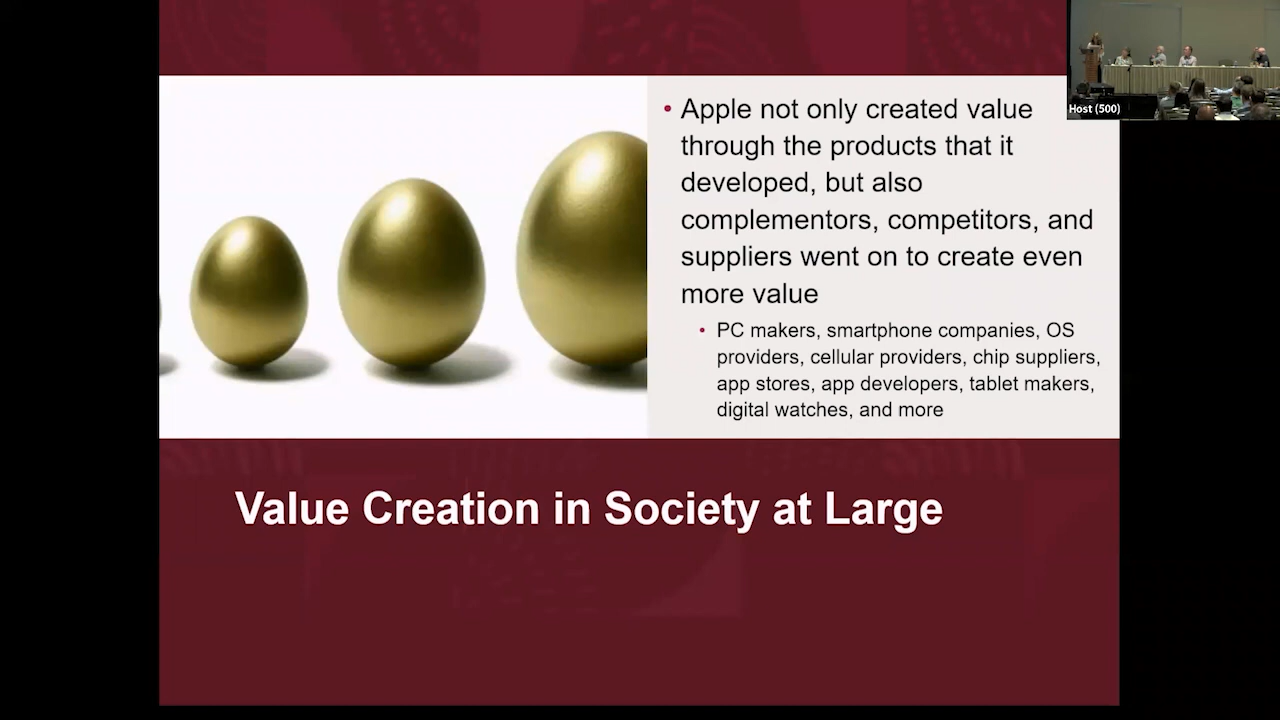 • Apple not only created value
through the products that it
developed, but also
complementors, competitors, and
suppliers went on to create even
more value
• PC makers, smartphone companies, OS
providers, cellular providers, chip suppliers,
app stores, app developers, tablet makers,
digital watches, and more
Value Creation in Society at Large
Host (500)